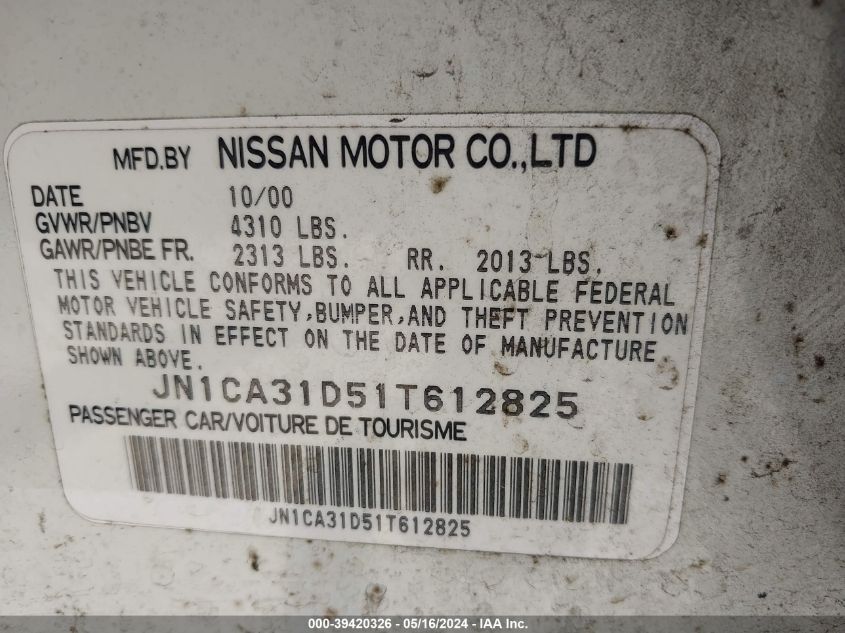 MFD.BY NISSAN MOTOR CO.,LTD
DATE 10/00
GVWR/PNBV 4310 LBS.
GAWR/PNBE FR. 2313 LBS. RR. 2013 LBS.
THIS VEHICLE CONFORMS TO ALL APPLICABLE FEDERAL
MOTOR VEHICLE SAFETY,BUMPER,AND THEFT PREVENTION
STANDARDS IN EFFECT ON THE DATE OF MANUFACTURE
SHOWN ABOVE.
JN1CA31D51T612825
PASSENGER CAR/VOITURE DE TOURISME
JN1CA31D51T612825
000-39420326 - 05/16/2024 - IAA Inc.